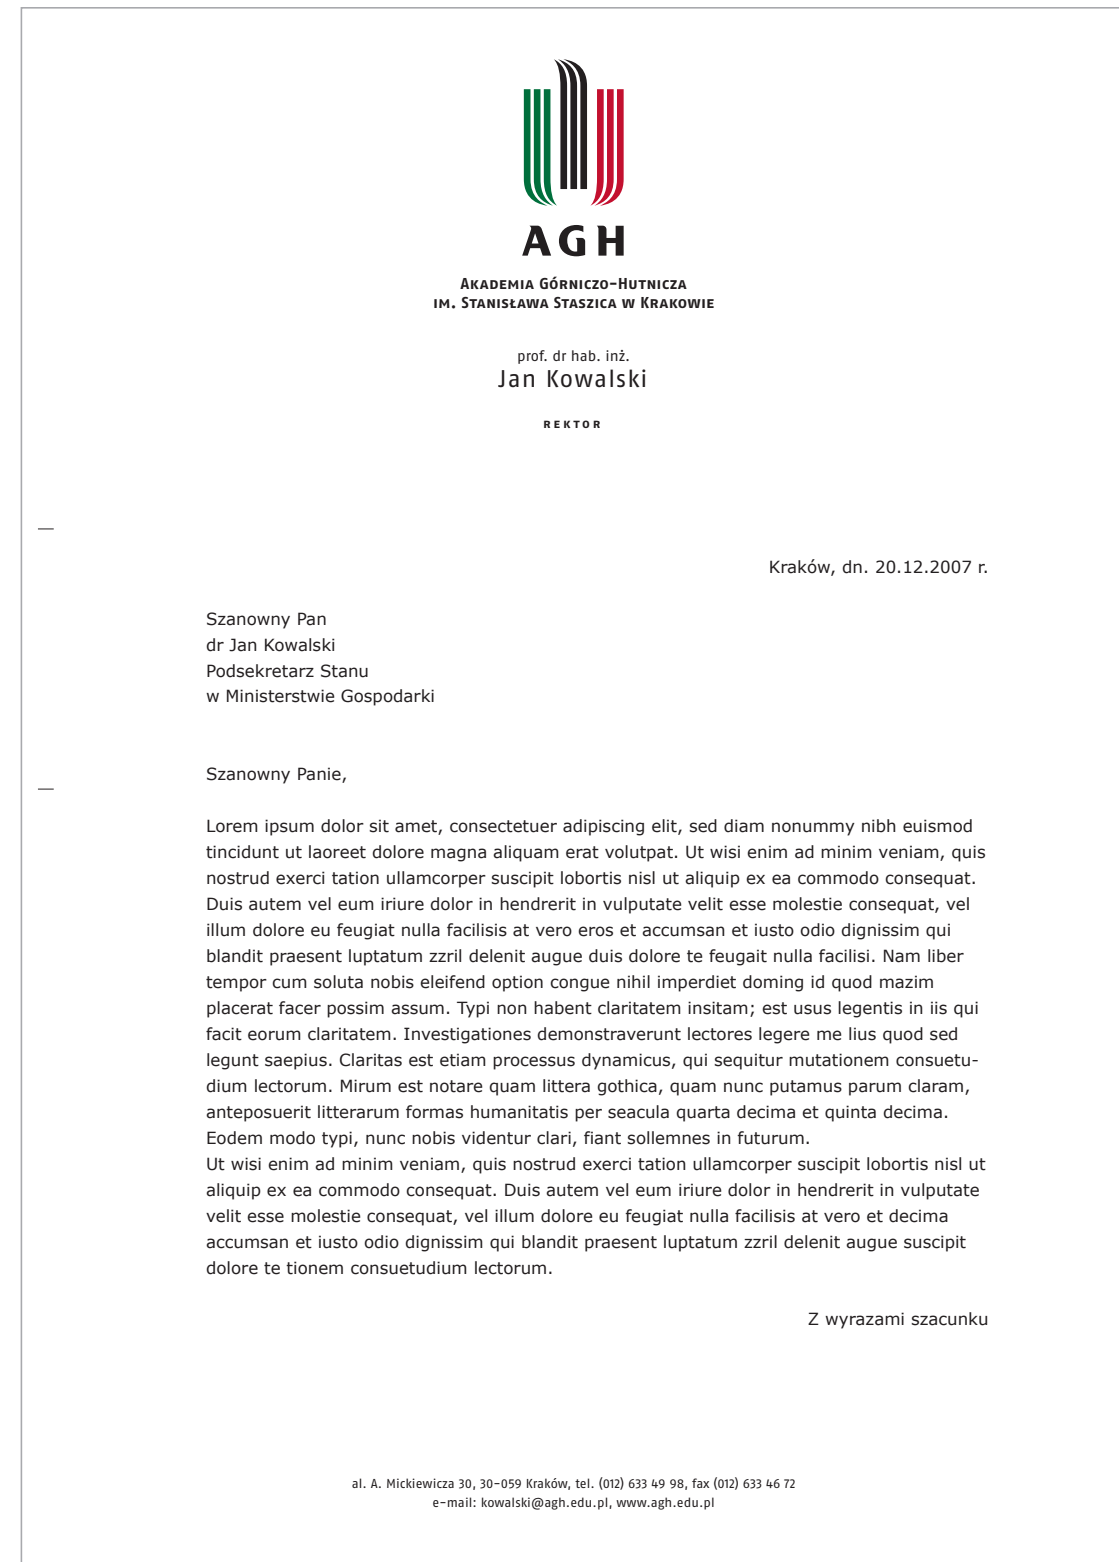 AGH
Akademia Górniczo-Hutnicza
im. Stanisława Staszica w Krakowie
prof. dr hab. inż.
Jan Kowalski
REKTOR
Kraków, dn. 20.12.2007 r.
Szanowny Pan
dr Jan Kowalski
Podsekretarz Stanu
w Ministerstwie Gospodarki
Szanowny Panie,
Lorem ipsum dolor sit amet, consectetuer adipiscing elit, sed diam nonummy nibh euismod
tincidunt ut laoreet dolore magna aliquam erat volutpat. Ut wisi enim ad minim veniam, quis
nostrud exerci tation ullamcorper suscipit lobortis nisl ut aliquip ex ea commodo consequat.
Duis autem vel eum iriure dolor in hendrerit in vulputate velit esse molestie consequat, vel
illum dolore eu feugiat nulla facilisis at vero eros et accumsan et iusto odio dignissim qui
blandit praesent luptatum zzril delenit augue duis dolore te feugait nulla facilisi. Nam liber
tempor cum soluta nobis eleifend option congue nihil imperdiet doming id quod mazim
placerat facer possim assum. Typi non habent claritatem insitam; est usus legentis in iis qui
facit eorum claritatem. Investigationes demonstraverunt lectores legere me lius quod sed
legunt saepius. Claritas est etiam processus dynamicus, qui sequitur mutationem consuetu-
dium lectorum. Mirum est notare quam littera gothica, quam nunc putamus parum claram,
anteposuerit litterarum formas humanitatis per seacula quarta decima et quinta decima.
Eodem modo typi, nunc nobis videntur clari, fiant sollemnes in futurum.
Ut wisi enim ad minim veniam, quis nostrud exerci tation ullamcorper suscipit lobortis nisl ut
aliquip ex ea commodo consequat. Duis autem vel eum iriure dolor in hendrerit in vulputate
velit esse molestie consequat, vel illum dolore eu feugiat nulla facilisis at vero et decima
accumsan et iusto odio dignissim qui blandit praesent luptatum zzril delenit augue suscipit
dolore te tionem consuetudium lectorum.
Z wyrazami szacunku
al. A. Mickiewicza 30, 30-059 Kraków, tel. (012) 633 49 98, fax (012) 633 46 72
e-mail: kowalski@agh.edu.pl, www.agh.edu.pl